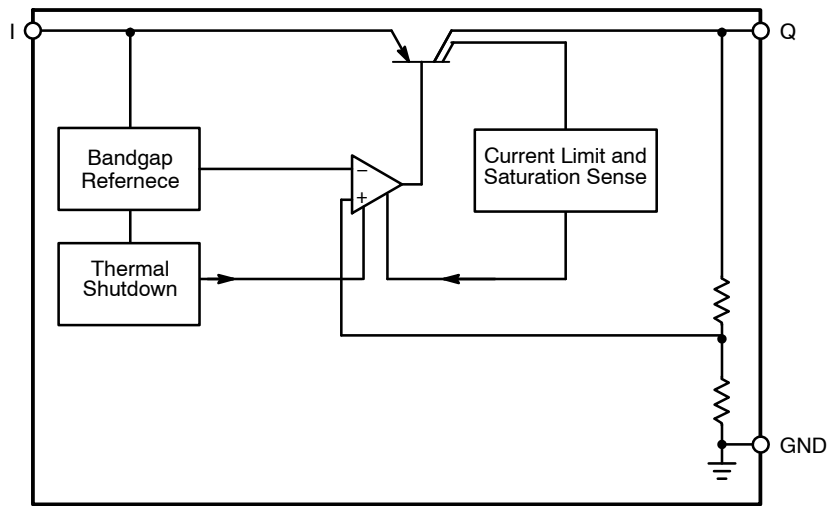 I
Q
Bandgap
Refernece
Current Limit and
Saturation Sense
−
+
Thermal
Shutdown
GND